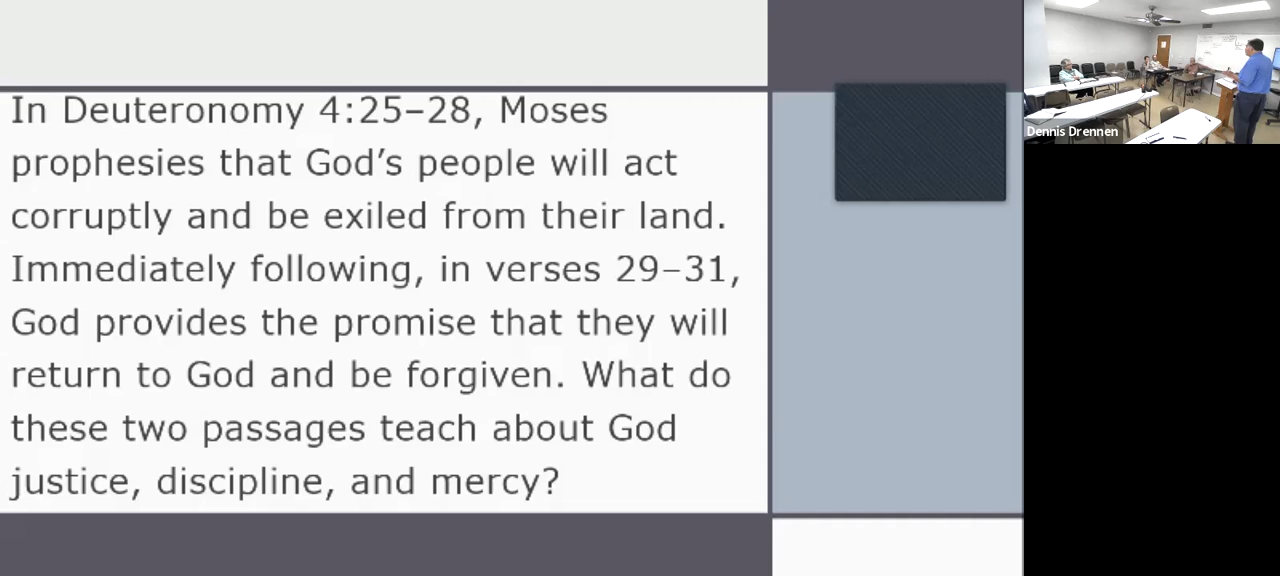 In Deuteronomy 4:25–28, Moses
prophesies that God’s people will act
corruptly and be exiled from their land.
Immediately following, in verses 29–31,
God provides the promise that they will
return to God and be forgiven. What do
these two passages teach about God
justice, discipline, and mercy?
Dennis Drennen